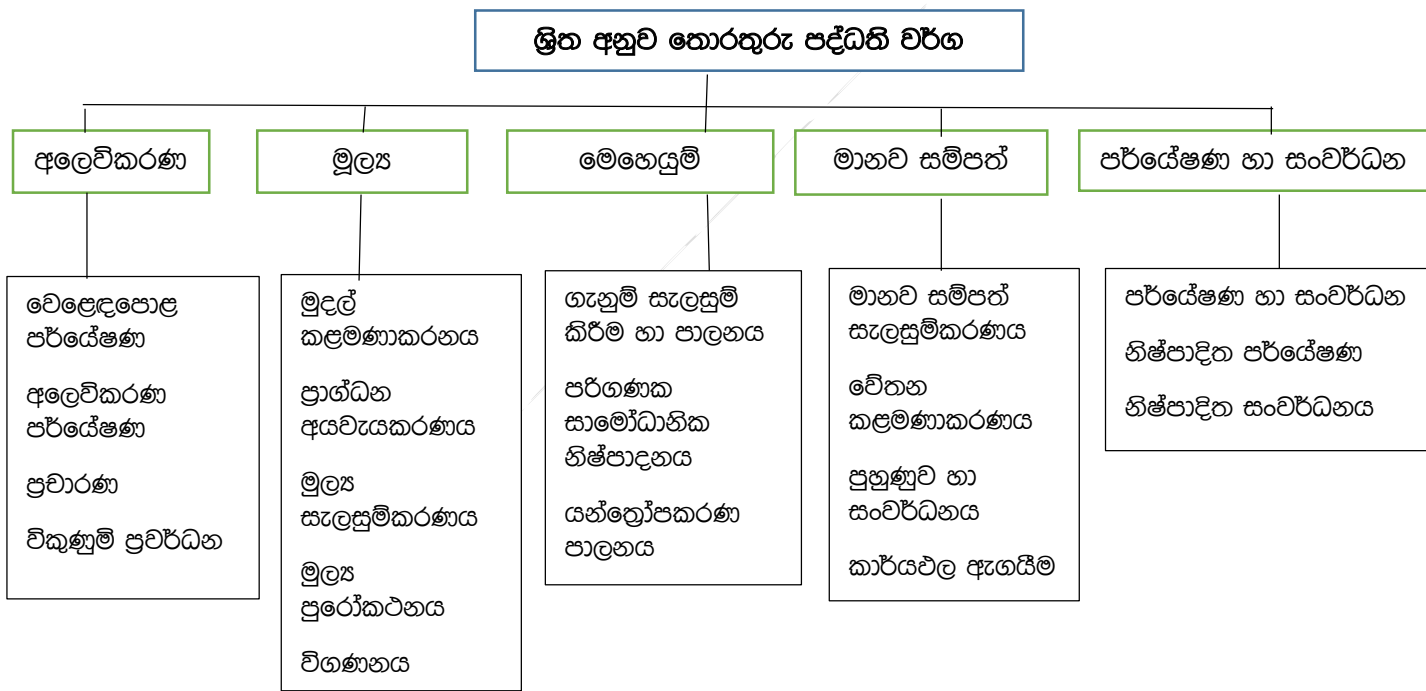 ශ්‍රිත අනුව තොරතුරු පද්ධති වර්ග
අලෙවිකරණ
මූල්‍ය
මෙහෙයුම්
මානව සම්පත්
පර්යේෂණ හා සංවර්ධන
වෙළෙඳපොළ
පර්යේෂණ
අලෙවිකරණ
පර්යේෂණ
ප්‍රචාරණ
විකුණුම් ප්‍රවර්ධන
මුදල්
කළමණාකරනය
ප්‍රාග්ධන
අයවැයකරණය
මුල්‍ය
සැලසුම්කරණය
මුල්‍ය
පුරෝකථනය
විගණනය
ගැනුම් සැලසුම්
කිරීම හා පාලනය
පරිගණක
සාමෝධානික
නිෂ්පාදනය
යන්ත්‍රෝපකරණ
පාලනය
මානව සම්පත්
සැලසුම්කරණය
වේතන
කළමණාකරණය
පුහුණුව හා
සංවර්ධනය
කාර්යඵල ඇගයීම
පර්යේෂණ හා සංවර්ධන
නිෂ්පාදිත පර්යේෂණ
නිෂ්පාදිත සංවර්ධනය